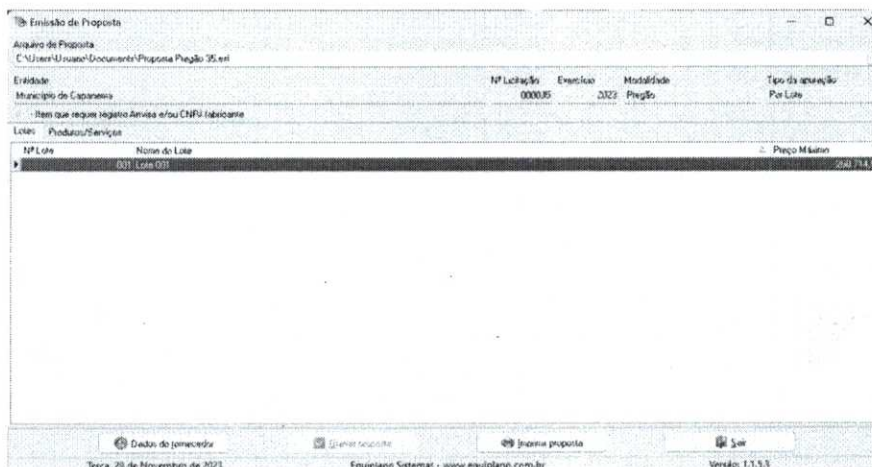 Emissão de Proposta
Arquivo de Proposta
C:\Users\Usuario\Documents\Proposta Pregão 35.esl
Entidade Nº Licitação Exercício Modalidade Tipo da apuração
Município de Capanema 000035 2023 Pregão Por Lote
- Item que requer registro Anvisa e/ou CNPJ fabricante
Lotes Produtos/Serviços
Nº Lote Nome do Lote Preço Máximo
001 Lote 001
Dados do fornecedor Gravar proposta Imprimir proposta Sair
Terça, 28 de Novembro de 2023 Equiplano Sistemas - www.equiplano.com.br Versão: 1.1.5.3